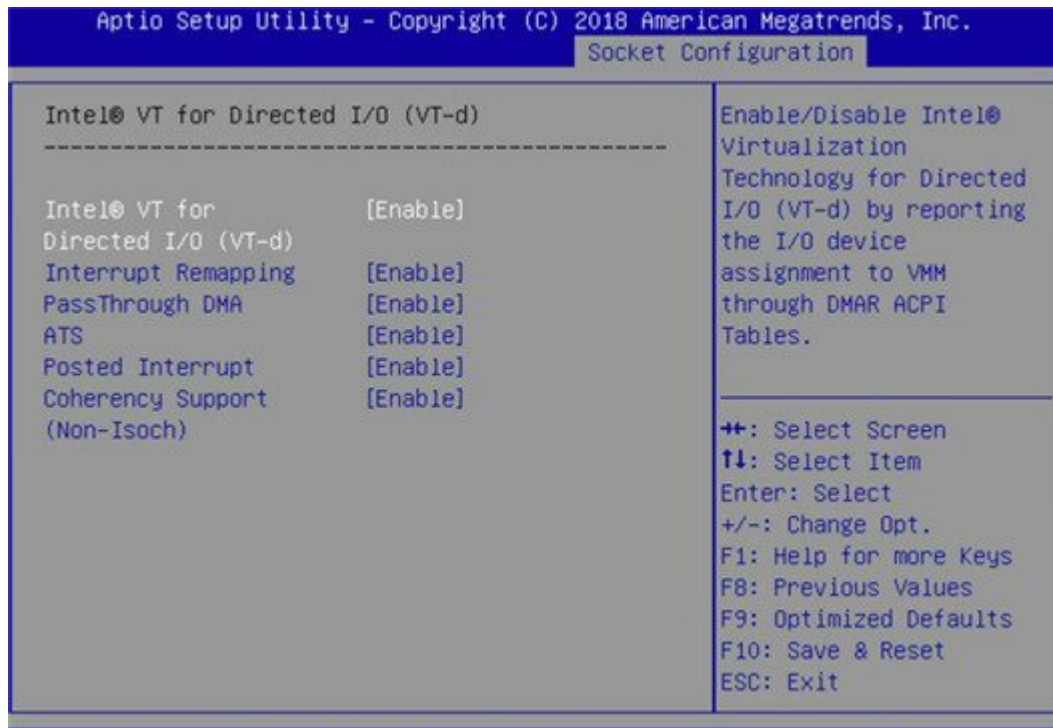 Aptio Setup Utility - Copyright (C) 2018 American Megatrends, Inc.
Socket Configuration
Intel® VT for Directed I/O (VT-d)
-----------------------------------------------
Intel® VT for [Enable]
Directed I/O (VT-d)
Interrupt Remapping [Enable]
PassThrough DMA [Enable]
ATS [Enable]
Posted Interrupt [Enable]
Coherency Support [Enable]
(Non-Isoch)
Enable/Disable Intel®
Virtualization
Technology for Directed
I/O (VT-d) by reporting
the I/O device
assignment to VMM
through DMAR ACPI
Tables.
→←: Select Screen
↑↓: Select Item
Enter: Select
+/-: Change Opt.
F1: Help for more Keys
F8: Previous Values
F9: Optimized Defaults
F10: Save & Reset
ESC: Exit